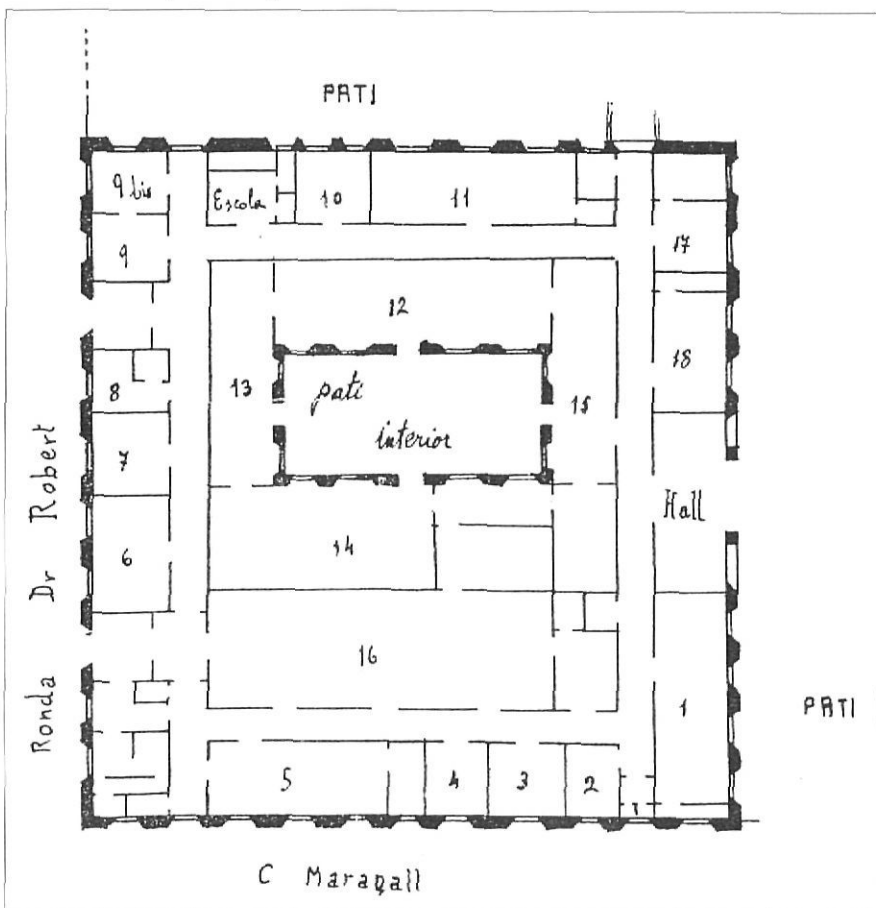 PATI
9 bis
Escola
10
11
9
17
12
8
13
pati
interior
15
18
7
Hall
6
14
16
1
5
4
3
2
Ronda Dr Robert
PATI
C Maragall